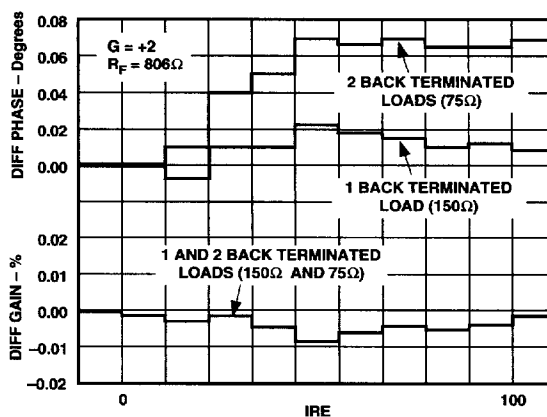 DIFF PHASE – Degrees
0.08
0.06
0.04
0.02
0.00
G = +2
RF = 806Ω
2 BACK TERMINATED
LOADS (75Ω)
1 BACK TERMINATED
LOAD (150Ω)
DIFF GAIN – %
0.02
0.01
0.00
–0.01
–0.02
1 AND 2 BACK TERMINATED
LOADS (150Ω AND 75Ω)
0
100
IRE